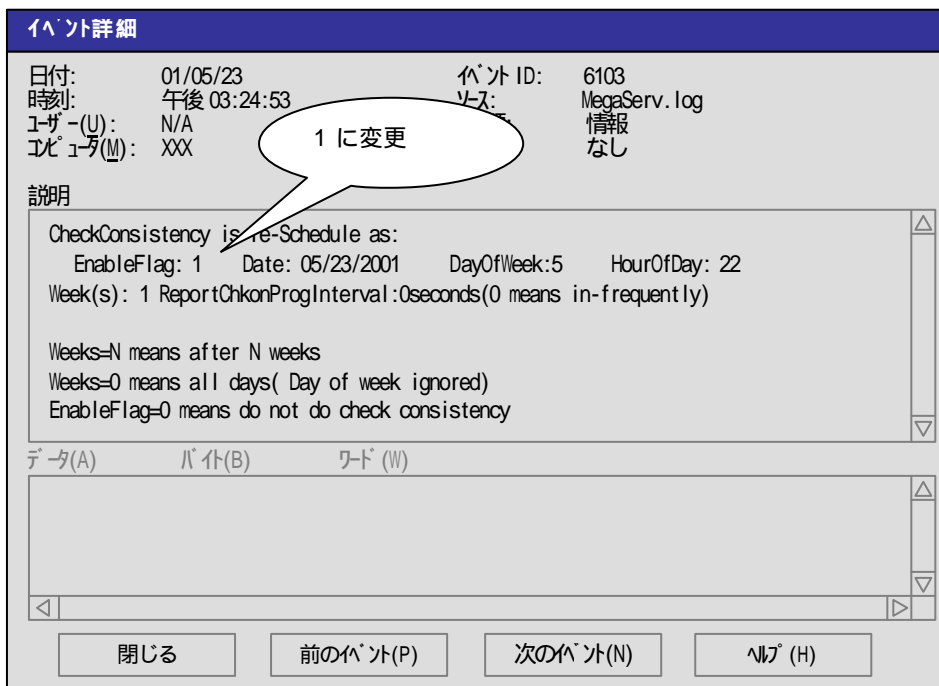 イベント詳細
日付: 01/05/23 イベント ID: 6103
時刻: 午後 03:24:53 ソース: MegaServ.log
ユーザー(U): N/A 情報
コンピュータ(M): XXX なし
1 に変更
説明
CheckConsistency is re-Schedule as:
EnableFlag: 1 Date: 05/23/2001 DayOfWeek:5 HourOfDay: 22
Week(s): 1 ReportChkonProgInterval:0seconds(0 means in-frequently)
Weeks=N means after N weeks
Weeks=0 means all days( Day of week ignored)
EnableFlag=0 means do not do check consistency
データ(A) バイト(B) ワード(W)
閉じる 前のイベント(P) 次のイベント(N) ヘルプ(H)